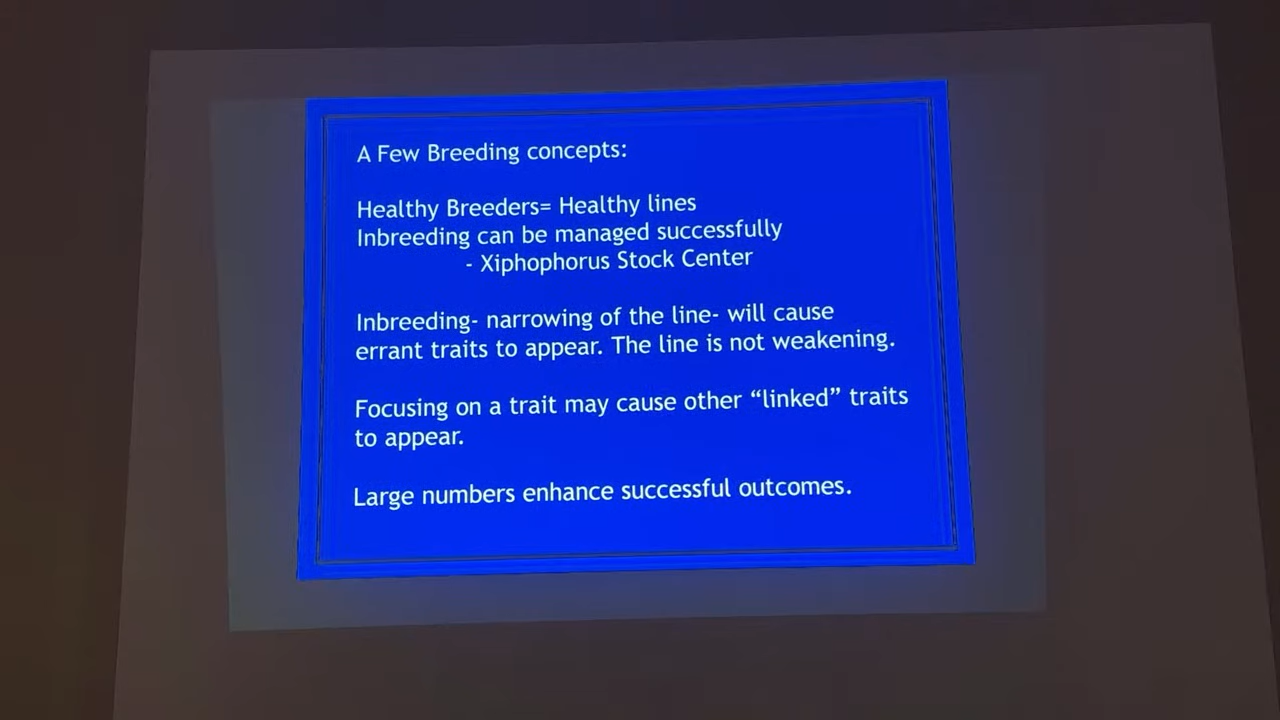 A Few Breeding concepts:
Healthy Breeders= Healthy lines
Inbreeding can be managed successfully
- Xiphophorus Stock Center
Inbreeding- narrowing of the line- will cause
errant traits to appear. The line is not weakening.
Focusing on a trait may cause other “linked” traits
to appear.
Large numbers enhance successful outcomes.